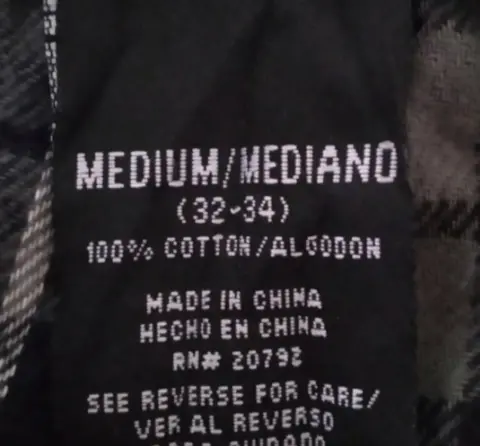 MEDIUM/MEDIANO
(32-34)
100% COTTON/ALGODON
MADE IN CHINA
HECHO EN CHINA
RN# 20792
SEE REVERSE FOR CARE/
VER AL REVERSO
CUIDADO